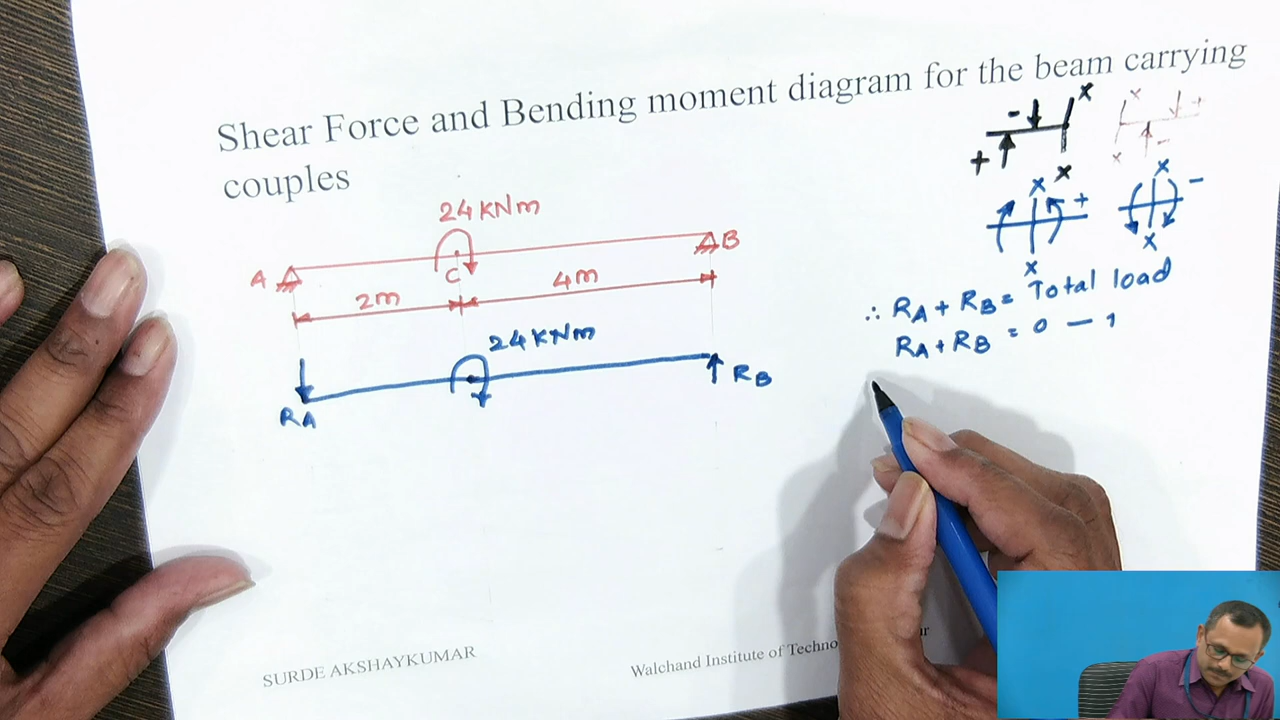 Shear Force and Bending moment diagram for the beam carrying
couples
- x x
+ x x -
+ x
x x + x -
x x
24 KNm
A B
C
2m 4m
∴ RA + RB = Total load
RA + RB = 0 — 1
24 KNm
RA RB
SURDE AKSHAYKUMAR
Walchand Institute of